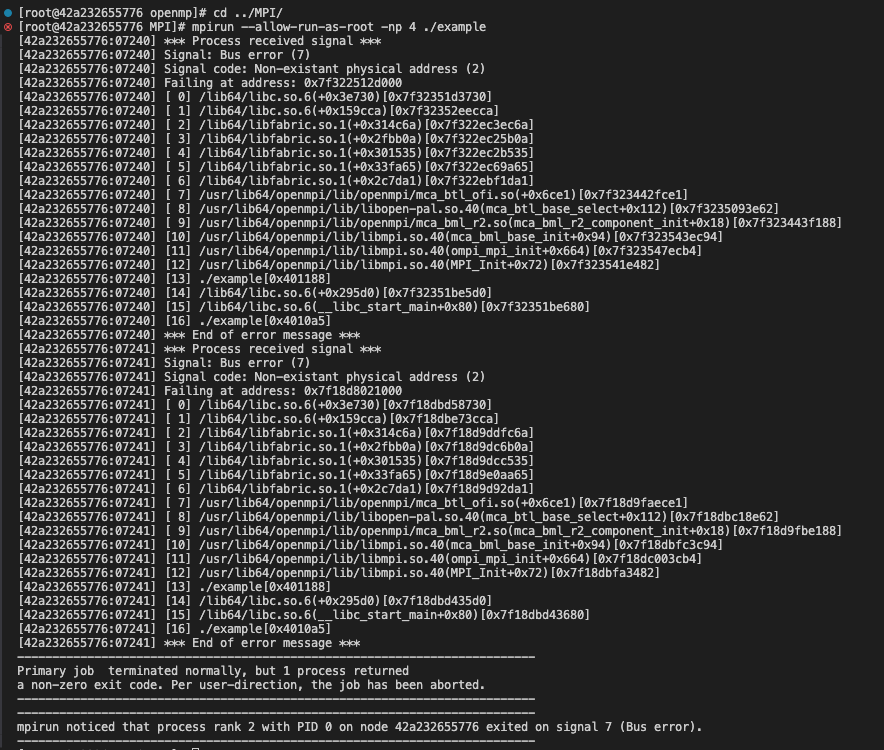 [root@42a232655776 openmp]# cd ../MPI/
[root@42a232655776 MPI]# mpirun --allow-run-as-root -np 4 ./example
[42a232655776:07240] *** Process received signal ***
[42a232655776:07240] Signal: Bus error (7)
[42a232655776:07240] Signal code: Non-existant physical address (2)
[42a232655776:07240] Failing at address: 0x7f322512d000
[42a232655776:07240] [ 0] /lib64/libc.so.6(+0x3e730)[0x7f32351d3730]
[42a232655776:07240] [ 1] /lib64/libc.so.6(+0x159cca)[0x7f32352eecca]
[42a232655776:07240] [ 2] /lib64/libfabric.so.1(+0x314c6a)[0x7f322ec3ec6a]
[42a232655776:07240] [ 3] /lib64/libfabric.so.1(+0x2fbb0a)[0x7f322ec25b0a]
[42a232655776:07240] [ 4] /lib64/libfabric.so.1(+0x301535)[0x7f322ec2b535]
[42a232655776:07240] [ 5] /lib64/libfabric.so.1(+0x33fa65)[0x7f322ec69a65]
[42a232655776:07240] [ 6] /lib64/libfabric.so.1(+0x2c7da1)[0x7f322ebf1da1]
[42a232655776:07240] [ 7] /usr/lib64/openmpi/lib/openmpi/mca_btl_ofi.so(+0x6ce1)[0x7f323442fce1]
[42a232655776:07240] [ 8] /usr/lib64/openmpi/lib/libopen-pal.so.40(mca_btl_base_select+0x112)[0x7f3235093e62]
[42a232655776:07240] [ 9] /usr/lib64/openmpi/lib/openmpi/mca_bml_r2.so(mca_bml_r2_component_init+0x18)[0x7f323443f188]
[42a232655776:07240] [10] /usr/lib64/openmpi/lib/libmpi.so.40(mca_bml_base_init+0x94)[0x7f323543ec94]
[42a232655776:07240] [11] /usr/lib64/openmpi/lib/libmpi.so.40(ompi_mpi_init+0x664)[0x7f323547ecb4]
[42a232655776:07240] [12] /usr/lib64/openmpi/lib/libmpi.so.40(MPI_Init+0x72)[0x7f323541e482]
[42a232655776:07240] [13] ./example[0x401188]
[42a232655776:07240] [14] /lib64/libc.so.6(+0x295d0)[0x7f32351be5d0]
[42a232655776:07240] [15] /lib64/libc.so.6(__libc_start_main+0x80)[0x7f32351be680]
[42a232655776:07240] [16] ./example[0x4010a5]
[42a232655776:07240] *** End of error message ***
[42a232655776:07241] *** Process received signal ***
[42a232655776:07241] Signal: Bus error (7)
[42a232655776:07241] Signal code: Non-existant physical address (2)
[42a232655776:07241] Failing at address: 0x7f18d8021000
[42a232655776:07241] [ 0] /lib64/libc.so.6(+0x3e730)[0x7f18dbd58730]
[42a232655776:07241] [ 1] /lib64/libc.so.6(+0x159cca)[0x7f18dbe73cca]
[42a232655776:07241] [ 2] /lib64/libfabric.so.1(+0x314c6a)[0x7f18d9ddfc6a]
[42a232655776:07241] [ 3] /lib64/libfabric.so.1(+0x2fbb0a)[0x7f18d9dc6b0a]
[42a232655776:07241] [ 4] /lib64/libfabric.so.1(+0x301535)[0x7f18d9dcc535]
[42a232655776:07241] [ 5] /lib64/libfabric.so.1(+0x33fa65)[0x7f18d9e0aa65]
[42a232655776:07241] [ 6] /lib64/libfabric.so.1(+0x2c7da1)[0x7f18d9d92da1]
[42a232655776:07241] [ 7] /usr/lib64/openmpi/lib/openmpi/mca_btl_ofi.so(+0x6ce1)[0x7f18d9faece1]
[42a232655776:07241] [ 8] /usr/lib64/openmpi/lib/libopen-pal.so.40(mca_btl_base_select+0x112)[0x7f18dbc18e62]
[42a232655776:07241] [ 9] /usr/lib64/openmpi/lib/openmpi/mca_bml_r2.so(mca_bml_r2_component_init+0x18)[0x7f18d9fbe188]
[42a232655776:07241] [10] /usr/lib64/openmpi/lib/libmpi.so.40(mca_bml_base_init+0x94)[0x7f18dbfc3c94]
[42a232655776:07241] [11] /usr/lib64/openmpi/lib/libmpi.so.40(ompi_mpi_init+0x664)[0x7f18dc003cb4]
[42a232655776:07241] [12] /usr/lib64/openmpi/lib/libmpi.so.40(MPI_Init+0x72)[0x7f18dbfa3482]
[42a232655776:07241] [13] ./example[0x401188]
[42a232655776:07241] [14] /lib64/libc.so.6(+0x295d0)[0x7f18dbd435d0]
[42a232655776:07241] [15] /lib64/libc.so.6(__libc_start_main+0x80)[0x7f18dbd43680]
[42a232655776:07241] [16] ./example[0x4010a5]
[42a232655776:07241] *** End of error message ***
--------------------------------------------------------------------------
Primary job  terminated normally, but 1 process returned
a non-zero exit code. Per user-direction, the job has been aborted.
--------------------------------------------------------------------------
--------------------------------------------------------------------------
mpirun noticed that process rank 2 with PID 0 on node 42a232655776 exited on signal 7 (Bus error).
--------------------------------------------------------------------------